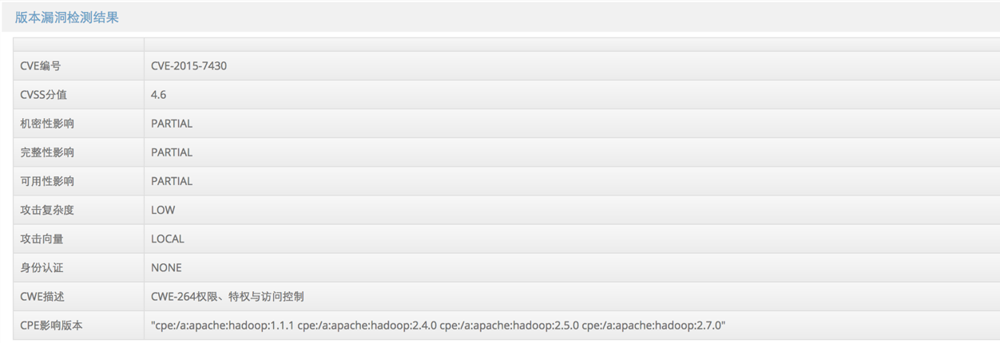 版本漏洞检测结果
CVE编号 CVE-2015-7430
CVSS分值 4.6
机密性影响 PARTIAL
完整性影响 PARTIAL
可用性影响 PARTIAL
攻击复杂度 LOW
攻击向量 LOCAL
身份认证 NONE
CWE描述 CWE-264权限、特权与访问控制
CPE影响版本 "cpe:/a:apache:hadoop:1.1.1 cpe:/a:apache:hadoop:2.4.0 cpe:/a:apache:hadoop:2.5.0 cpe:/a:apache:hadoop:2.7.0"